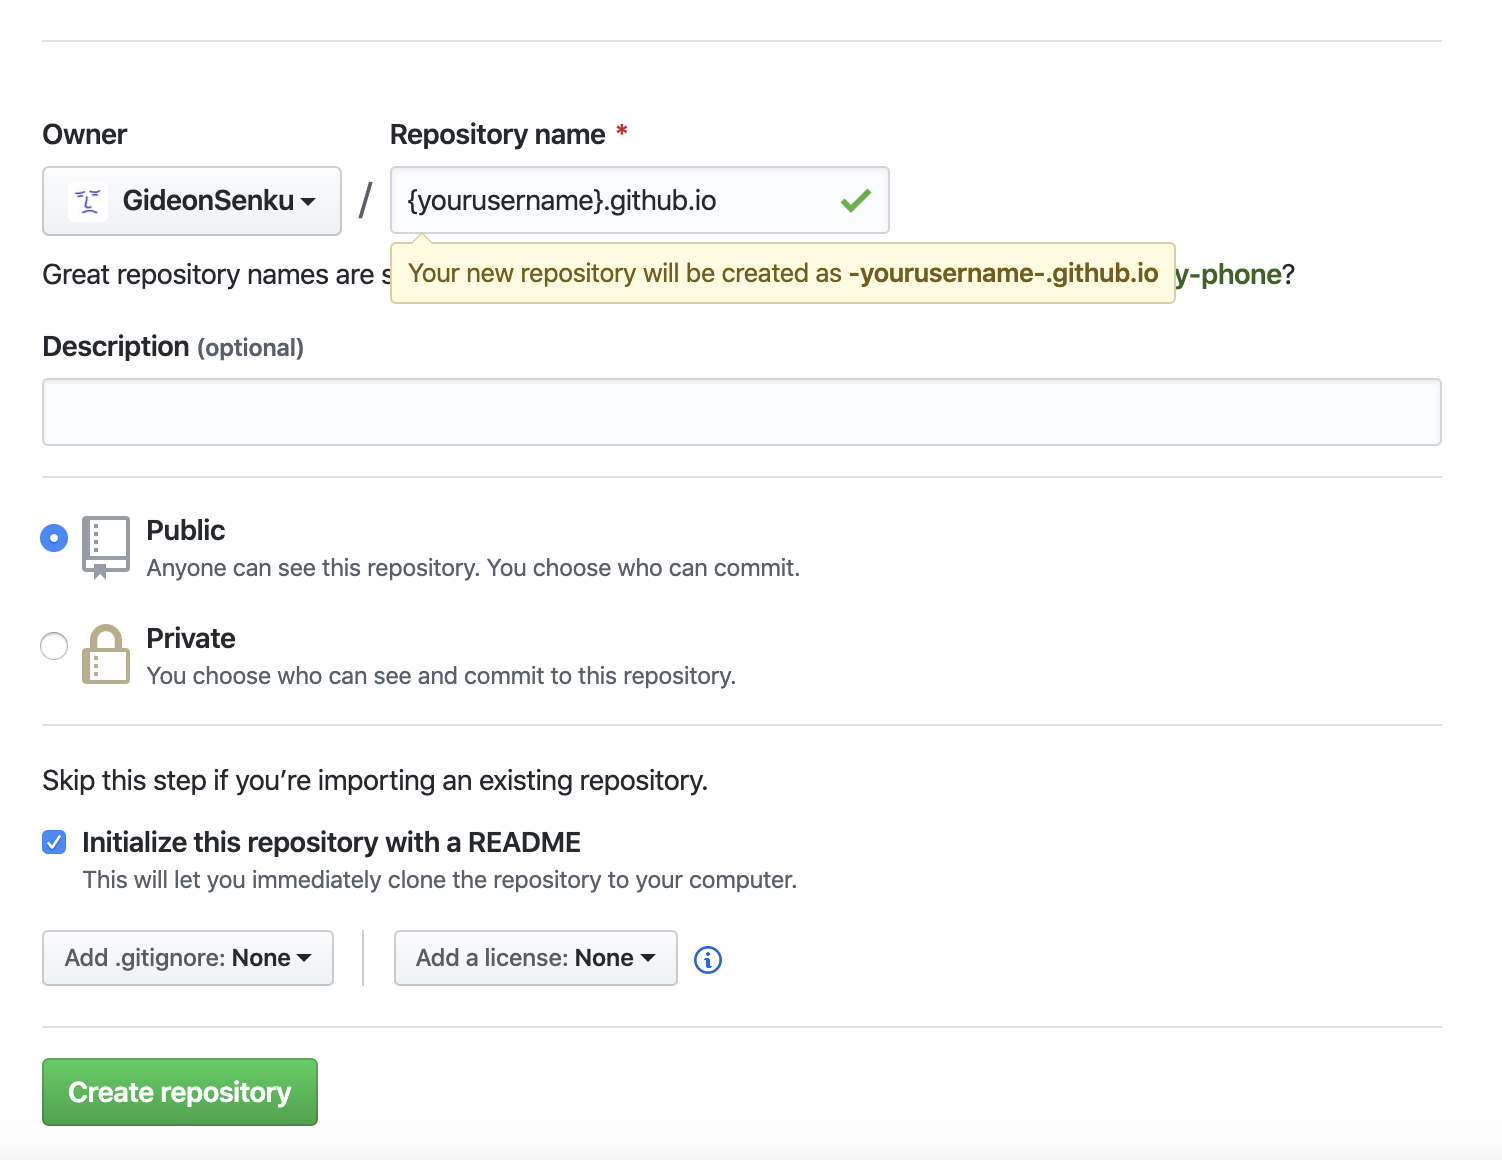 Owner
Repository name *
GideonSenku / {yourusername}.github.io
Great repository names are s
Your new repository will be created as -yourusername-.github.io
y-phone?
Description (optional)
Public
Anyone can see this repository. You choose who can commit.
Private
You choose who can see and commit to this repository.
Skip this step if you’re importing an existing repository.
Initialize this repository with a README
This will let you immediately clone the repository to your computer.
Add .gitignore: None
Add a license: None
Create repository